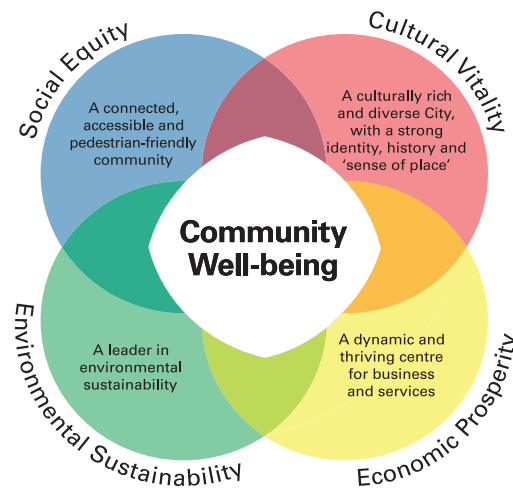 Social Equity
Cultural Vitality
A connected,
accessible and
pedestrian-friendly
community
A culturally rich
and diverse City,
with a strong
identity, history and
‘sense of place’
Community
Well-being
A leader in
environmental
sustainability
A dynamic and
thriving centre
for business
and services
Environmental Sustainability
Economic Prosperity